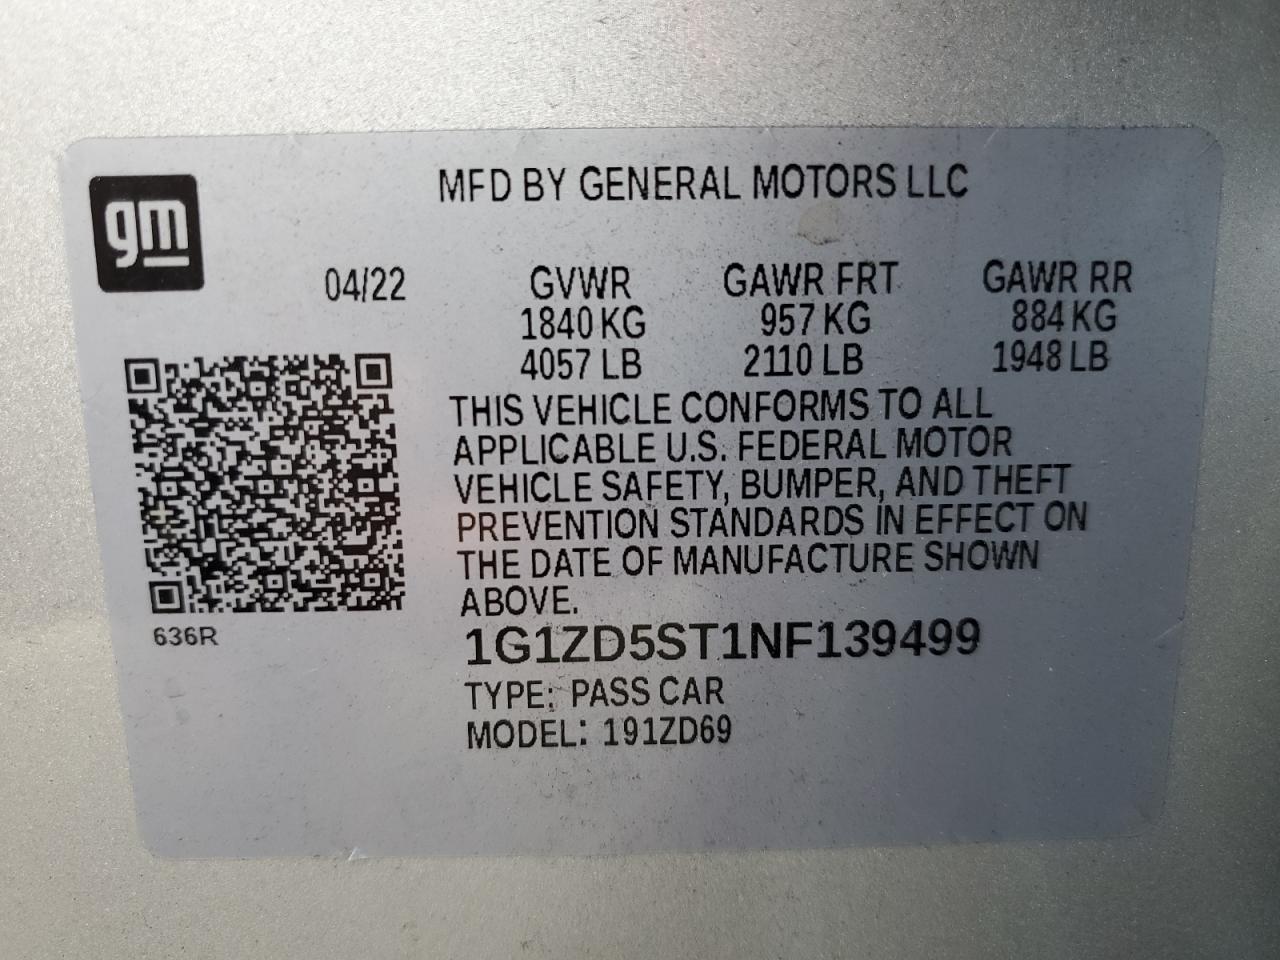 gm
MFD BY GENERAL MOTORS LLC
04/22 GVWR GAWR FRT GAWR RR
1840 KG 957 KG 884 KG
4057 LB 2110 LB 1948 LB
THIS VEHICLE CONFORMS TO ALL
APPLICABLE U.S. FEDERAL MOTOR
VEHICLE SAFETY, BUMPER, AND THEFT
PREVENTION STANDARDS IN EFFECT ON
THE DATE OF MANUFACTURE SHOWN
ABOVE.
636R
1G1ZD5ST1NF139499
TYPE: PASS CAR
MODEL: 191ZD69